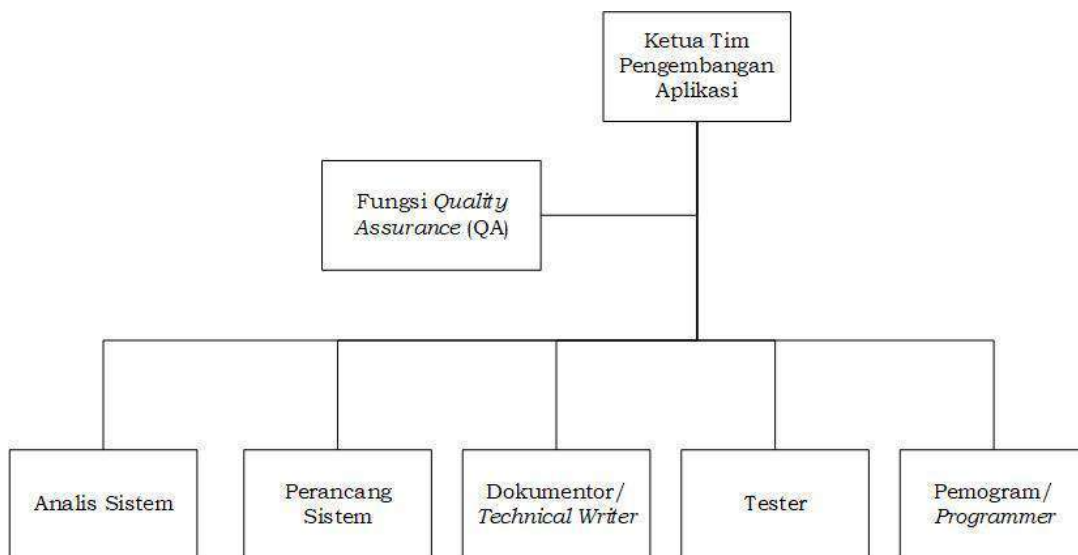 Ketua Tim
Pengembangan
Aplikasi
Fungsi Quality
Assurance (QA)
Analis Sistem
Perancang
Sistem
Dokumentor/
Technical Writer
Tester
Pemogram/
Programmer